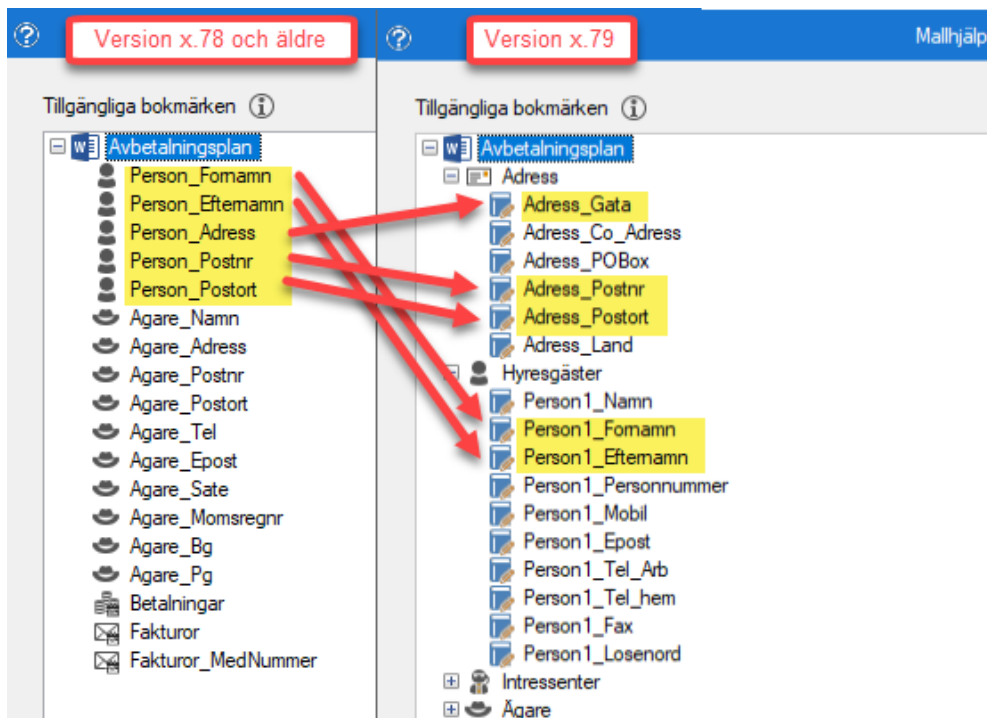 Version x.78 och äldre
Tillgängliga bokmärken
Avbetalningsplan
Person_Fornamn
Person_Efternamn
Person_Adress
Person_Postnr
Person_Postort
Agare_Namn
Agare_Adress
Agare_Postnr
Agare_Postort
Agare_Tel
Agare_Epost
Agare_Sate
Agare_Momsregnr
Agare_Bg
Agare_Pg
Betalningar
Fakturor
Fakturor_MedNummer
Version x.79
Mallhjälp
Tillgängliga bokmärken
Avbetalningsplan
Adress
Adress_Gata
Adress_Co_Adress
Adress_POBox
Adress_Postnr
Adress_Postort
Adress_Land
Hyresgäster
Person1_Namn
Person1_Fornamn
Person1_Efternamn
Person1_Personnummer
Person1_Mobil
Person1_Epost
Person1_Tel_Arb
Person1_Tel_hem
Person1_Fax
Person1_Losenord
Intressenter
Ägare